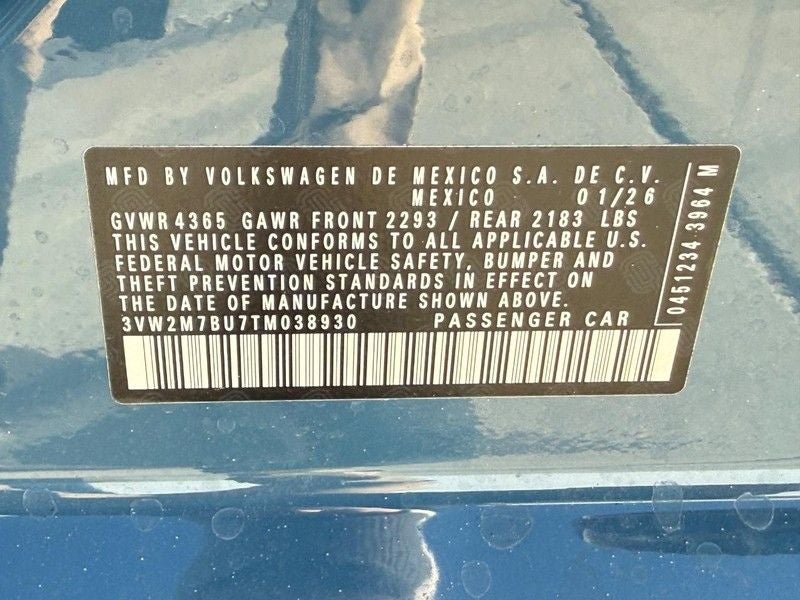 MFD BY VOLKSWAGEN DE MEXICO S.A. DE C.V.
MEXICO 01/26
GVWR 4365 GAWR FRONT 2293 / REAR 2183 LBS
THIS VEHICLE CONFORMS TO ALL APPLICABLE U.S.
FEDERAL MOTOR VEHICLE SAFETY, BUMPER AND
THEFT PREVENTION STANDARDS IN EFFECT ON
THE DATE OF MANUFACTURE SHOWN ABOVE.
3VW2M7BU7TM038930 PASSENGER CAR
0451234 3964 M